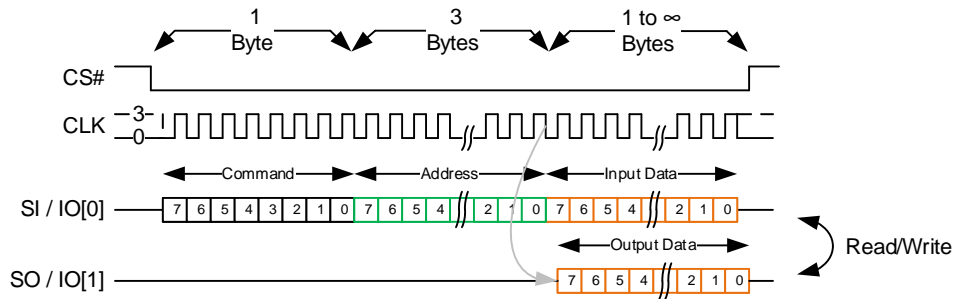 1 3 1 to ∞
Byte Bytes Bytes
CS#
3
CLK
0
Command Address Input Data
SI / IO[0] 7 6 5 4 3 2 1 0 7 6 5 4 2 1 0 7 6 5 4 2 1 0
Output Data Read/Write
SO / IO[1] 7 6 5 4 2 1 0